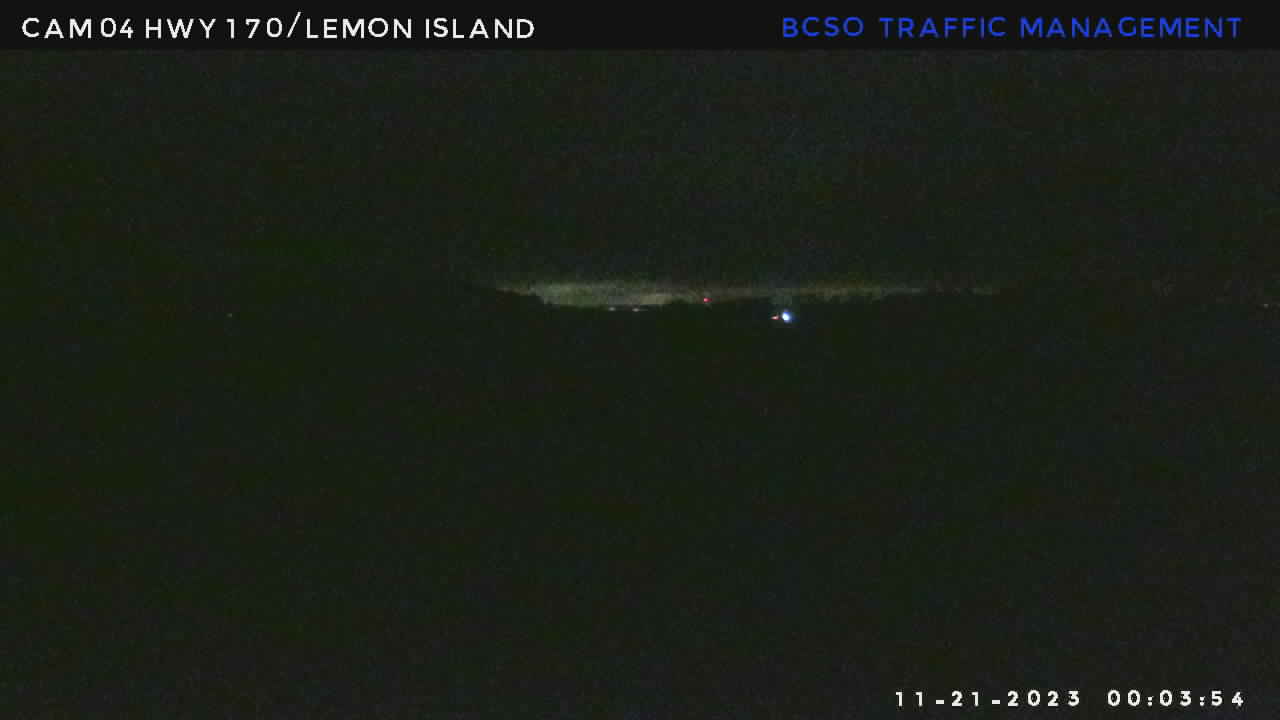 CAM04 HWY 170/LEMON ISLAND
BCSO TRAFFIC MANAGEMENT
11-21-2023 00:03:54